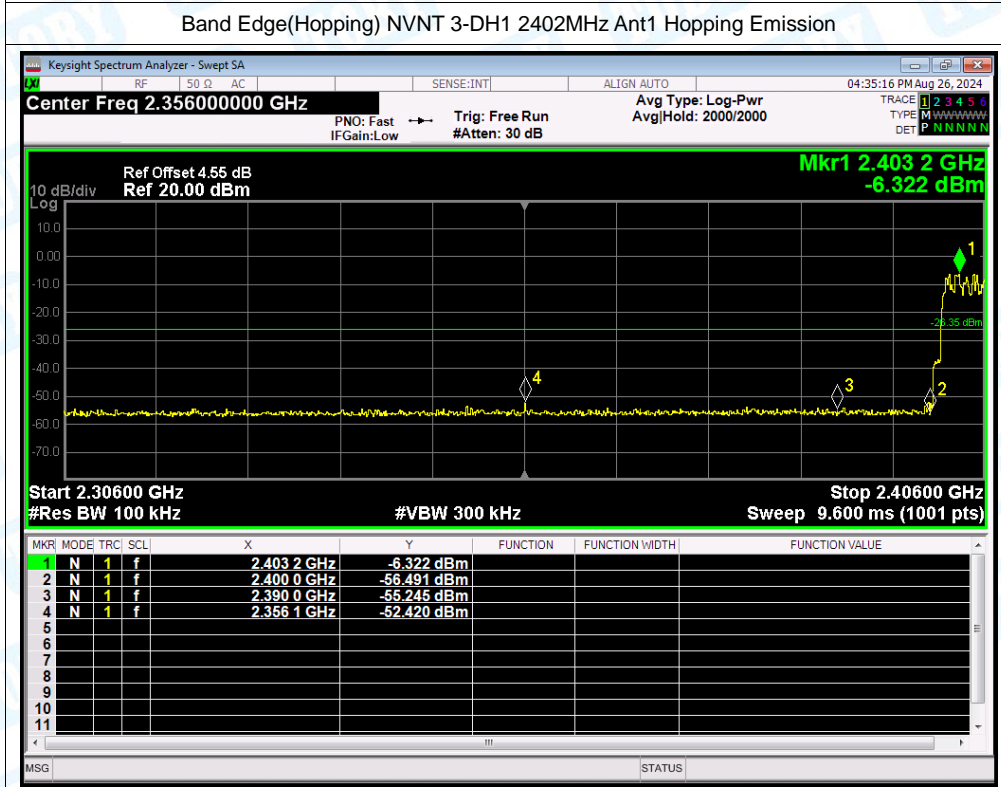 Band Edge(Hopping) NVNT 3-DH1 2402MHz Ant1 Hopping Emission
Keysight Spectrum Analyzer - Swept SA
LXI RF 50 Ω AC SENSE:INT ALIGN AUTO 04:35:16 PM Aug 26, 2024
Center Freq 2.356000000 GHz
PNO: Fast
IFGain:Low
Trig: Free Run
#Atten: 30 dB
Avg Type: Log-Pwr
Avg|Hold: 2000/2000
TRACE 1 2 3 4 5 6
TYPE M W W W W W
DET P N N N N N
Mkr1 2.403 2 GHz
-6.322 dBm
Ref Offset 4.55 dB
10 dB/div Ref 20.00 dBm
Log
10.0
0.00
-10.0
-20.0
-30.0
-40.0
-50.0
-60.0
-70.0
1
-26.35 dBm
4
3
2
Start 2.30600 GHz Stop 2.40600 GHz
#Res BW 100 kHz #VBW 300 kHz Sweep 9.600 ms (1001 pts)
MKR MODE TRC SCL X Y FUNCTION FUNCTION WIDTH FUNCTION VALUE
1 N 1 f 2.403 2 GHz -6.322 dBm
2 N 1 f 2.400 0 GHz -56.491 dBm
3 N 1 f 2.390 0 GHz -55.245 dBm
4 N 1 f 2.356 1 GHz -52.420 dBm
5
6
7
8
9
10
11
MSG STATUS